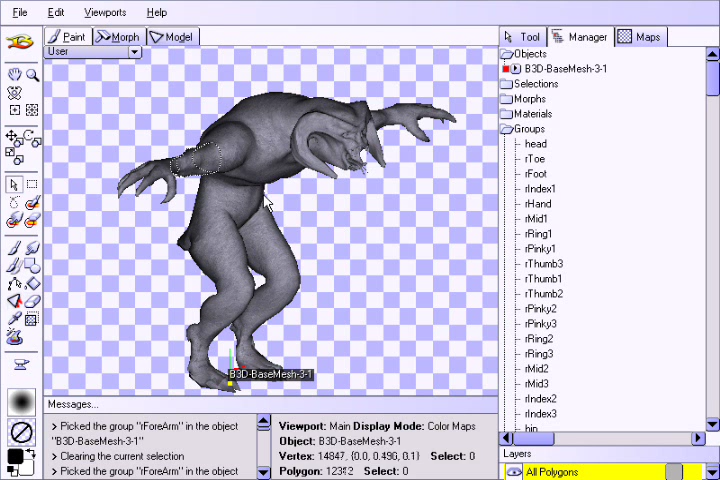 File Edit Viewports Help
Paint Morph Model
Tool Manager Maps
User
Objects
B3D-BaseMesh-3-1
Selections
Morphs
Materials
Groups
head
rToe
rFoot
rIndex1
rHand
rMid1
rRing1
rPinky1
rThumb3
rThumb1
rThumb2
rPinky2
rPinky3
rRing2
rRing3
rMid2
rMid3
rIndex2
rIndex3
hip
B3D-BaseMesh-3-1
Messages...
> Picked the group "rForeArm" in the object
"B3D-BaseMesh-3-1"
> Clearing the current selection
> Picked the group "rForeArm" in the object
Viewport: Main Display Mode: Color Maps
Object: B3D-BaseMesh-3-1
Vertex: 14847, {0.0, 0.496, 0.1} Select: 0
Polygon: Select: 0
Layers
All Polygons